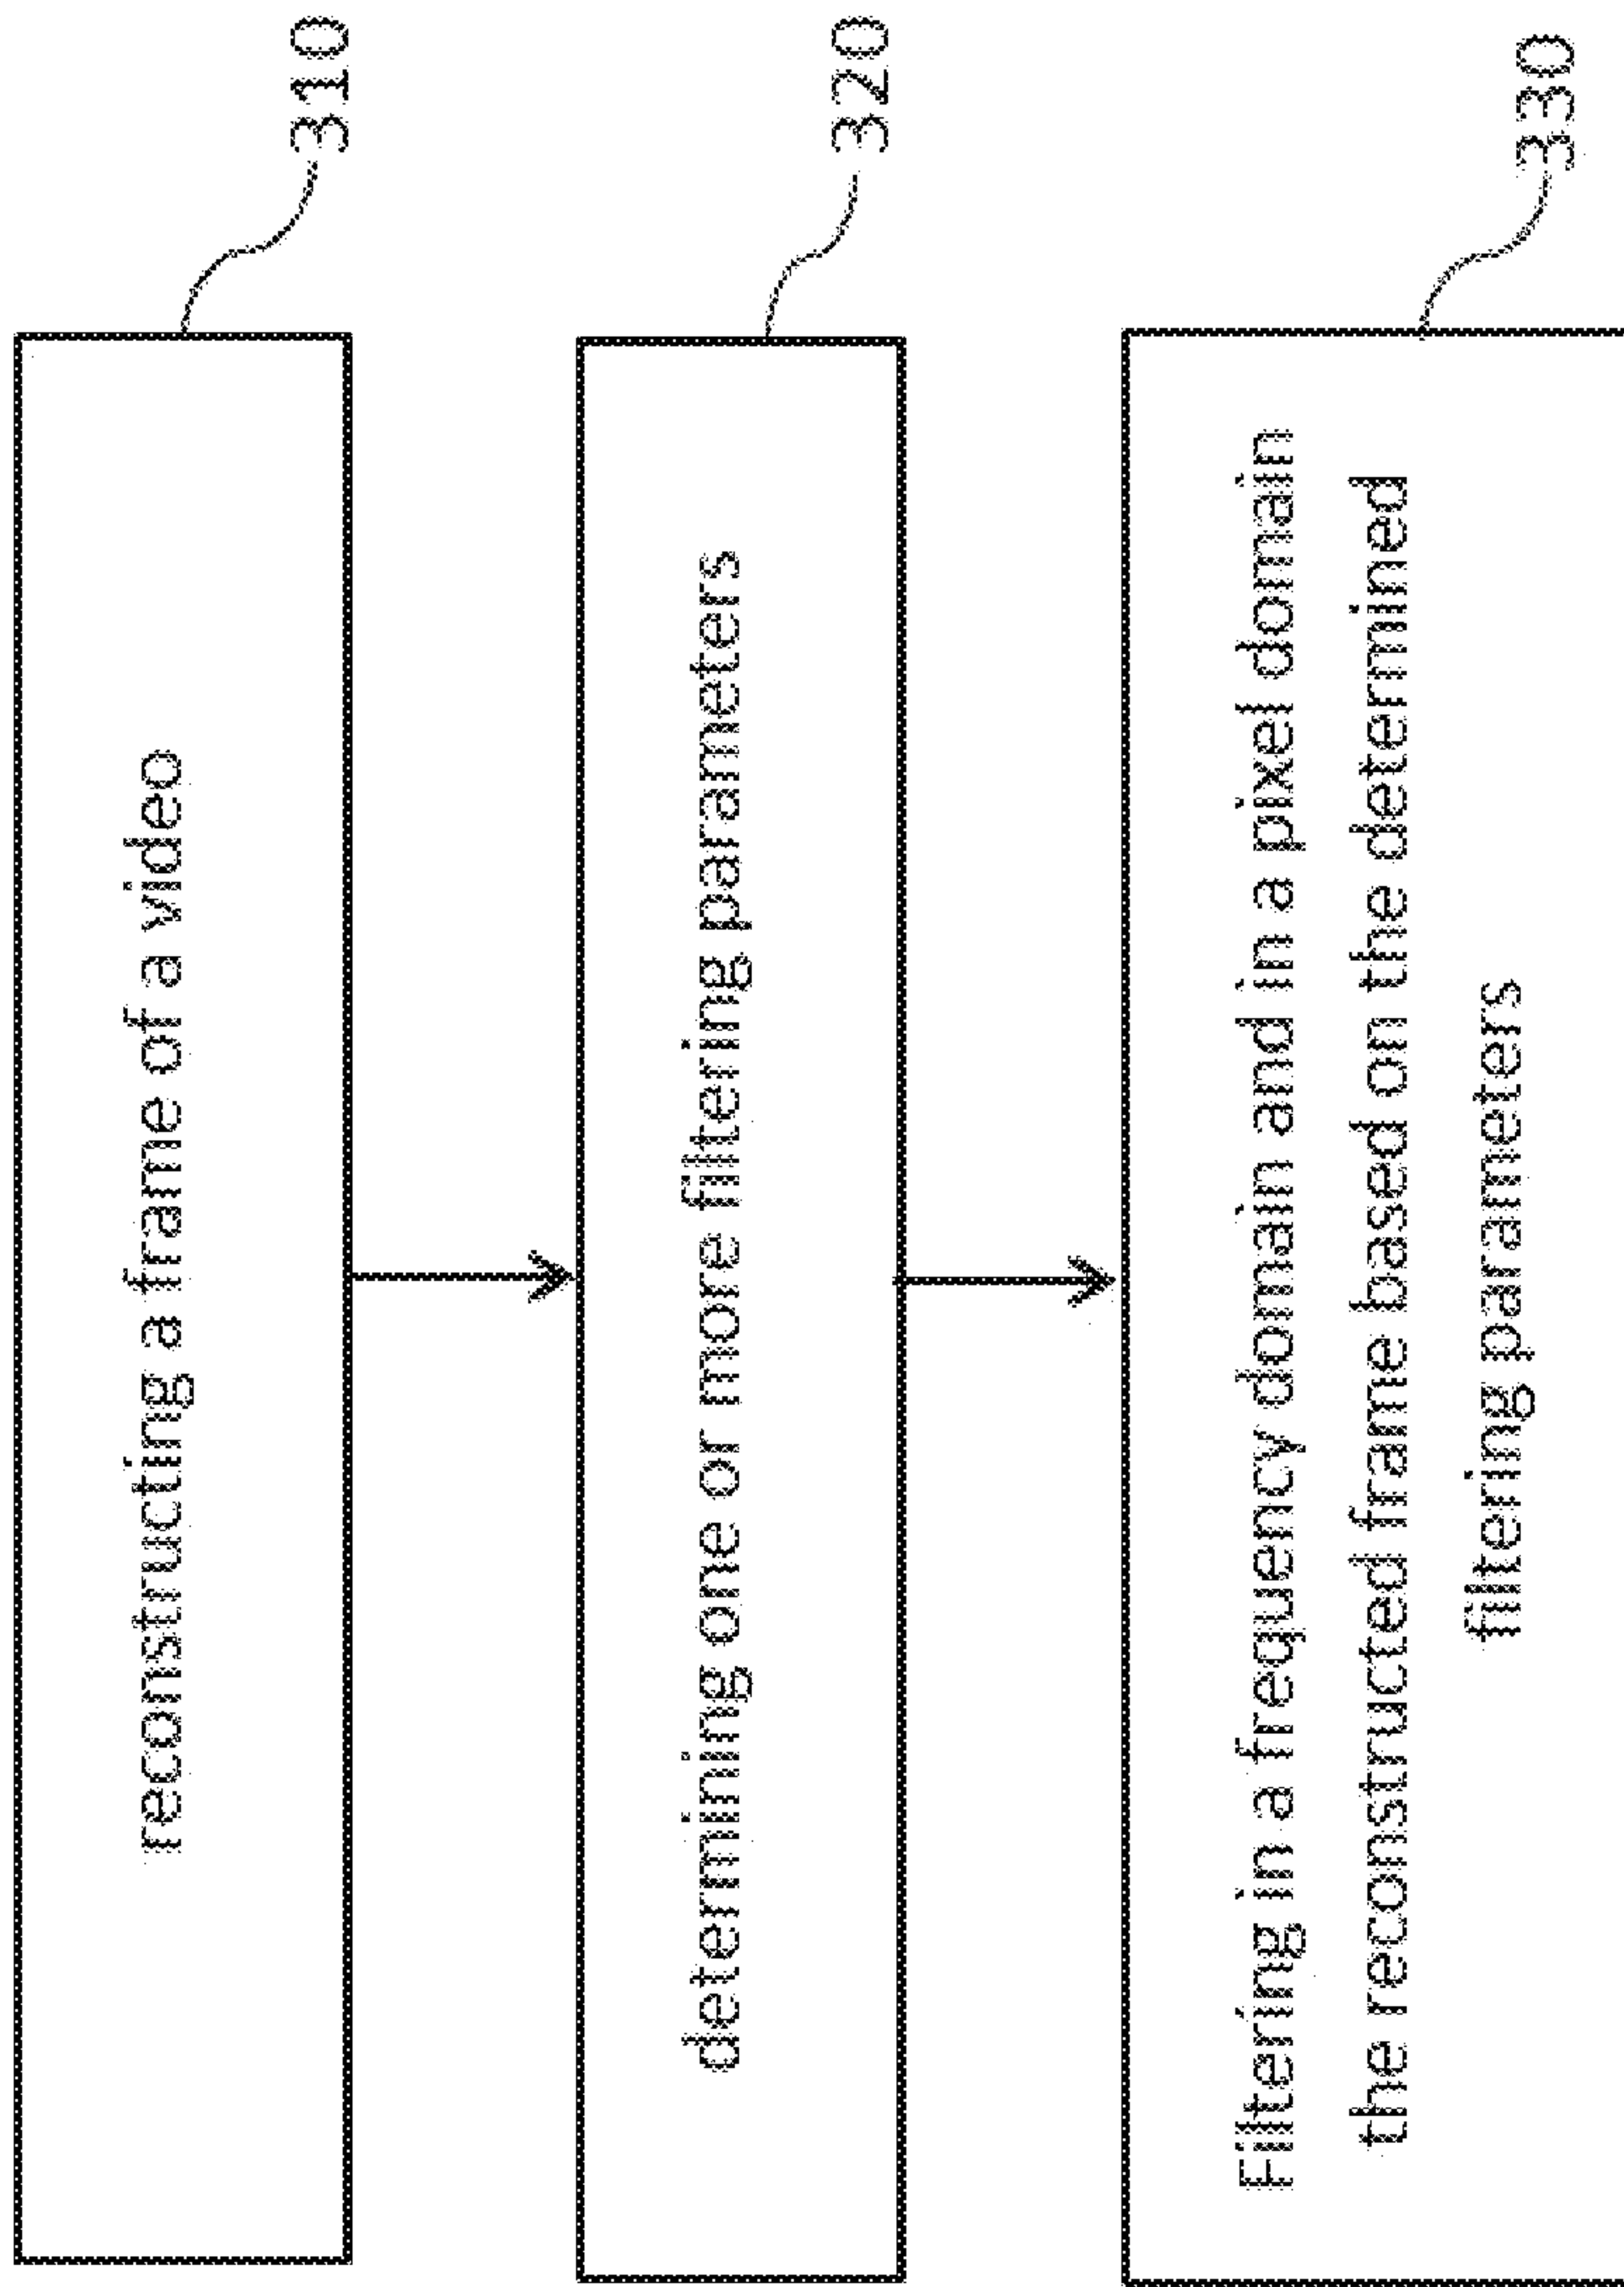 reconstructing a frame of a video
310
determining one or more filtering parameters
320
Filtering in a frequency domain and in a pixel domain
the reconstructed frame based on the determined
filtering parameters
330